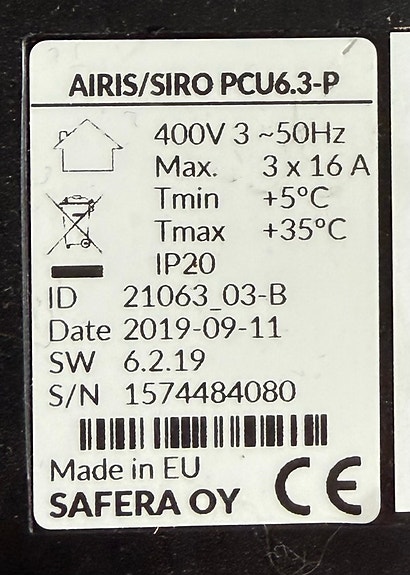 AIRIS/SIRO PCU6.3-P
400V 3 ~50Hz
Max. 3 x 16 A
Tmin +5°C
Tmax +35°C
IP20
ID 21063_03-B
Date 2019-09-11
SW 6.2.19
S/N 1574484080
Made in EU
SAFERA OY CE